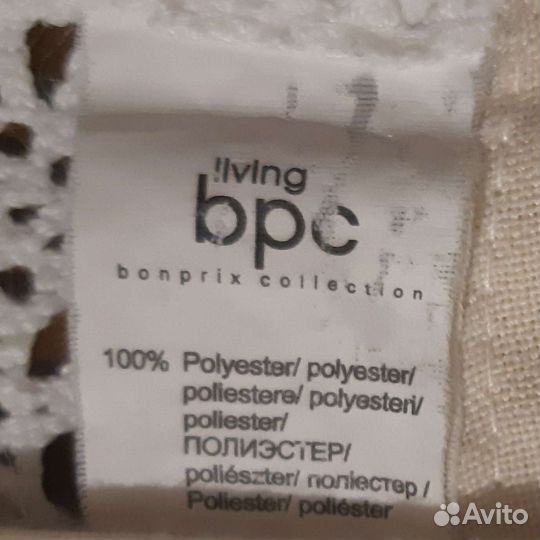 living
bpc
bonprix collection
100% Polyester/ polyester/
poliestere/ polyesteri/
poliester/
ПОЛИЭСТЕР/
poliészter/ поліестер /
Poliester/ poliéster
Avito